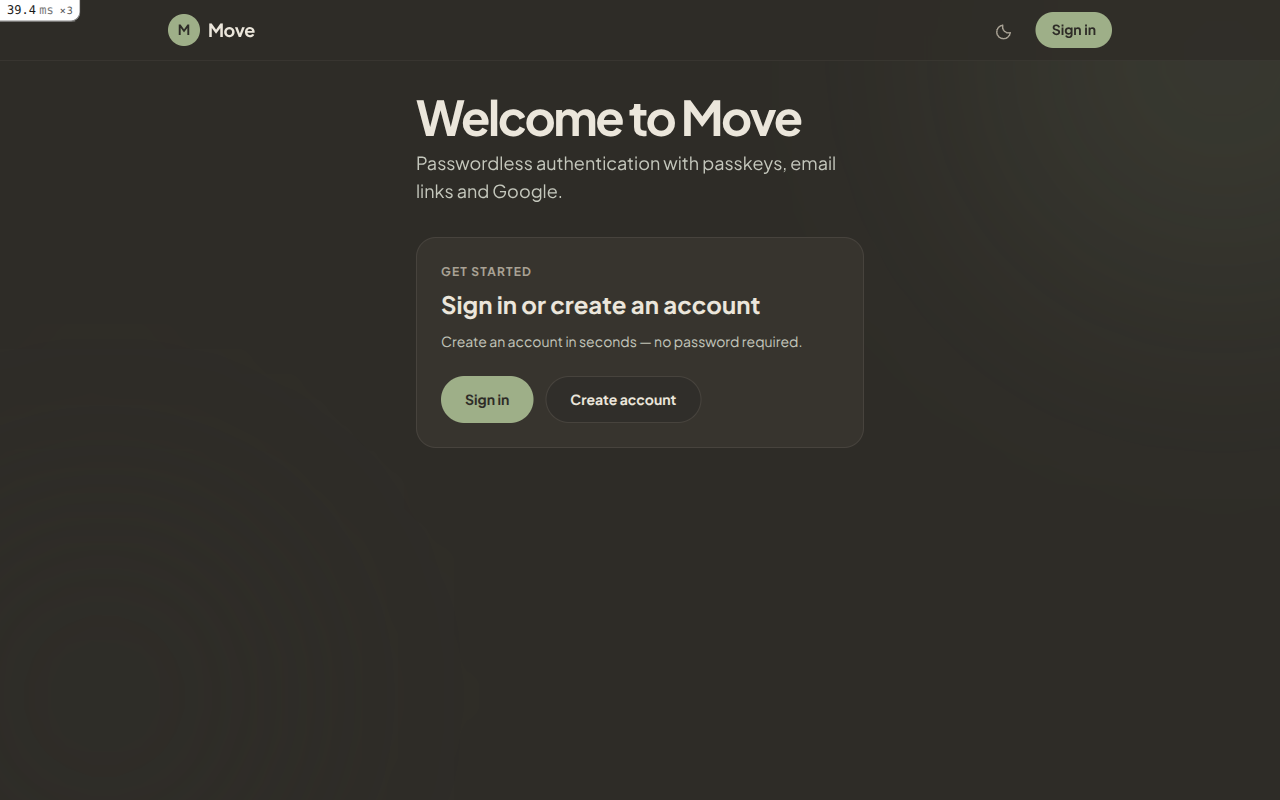 39.4 ms ×3
M Move
Sign in
Welcome to Move
Passwordless authentication with passkeys, email
links and Google.
GET STARTED
Sign in or create an account
Create an account in seconds — no password required.
Sign in
Create account